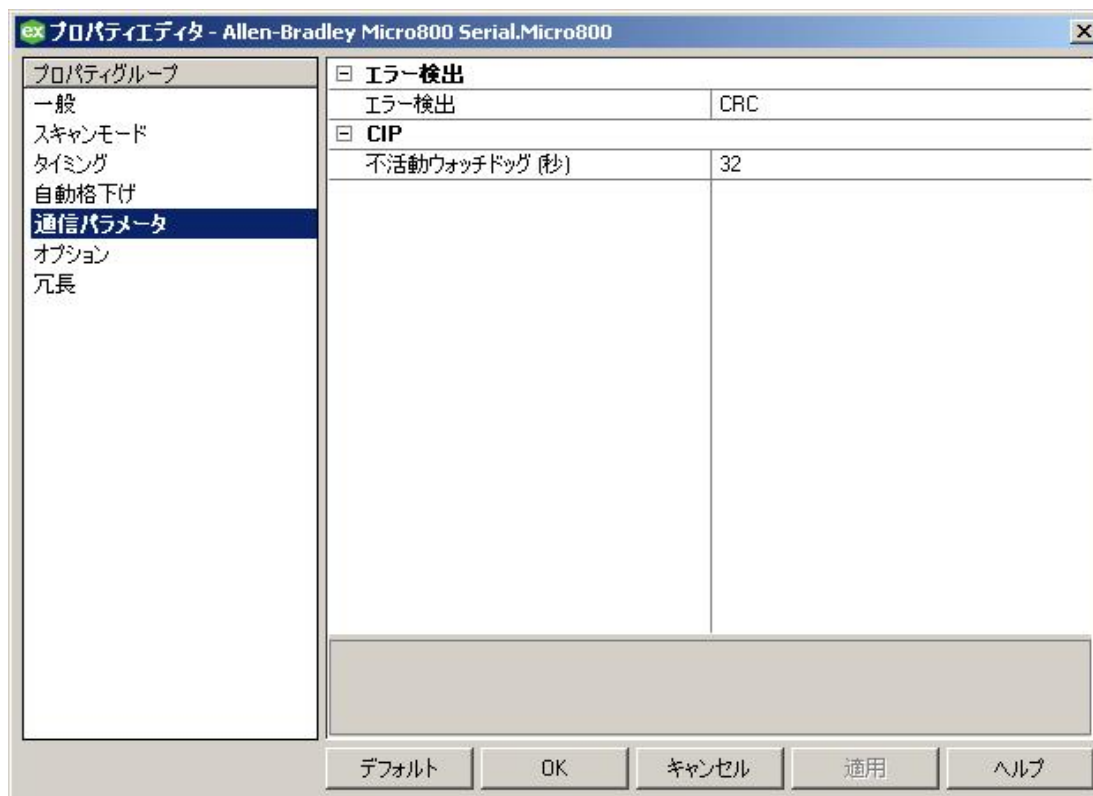 ex プロパティエディタ - Allen-Bradley Micro800 Serial.Micro800
プロパティグループ
一般
スキャンモード
タイミング
自動格下げ
通信パラメータ
オプション
冗長
エラー検出
エラー検出 CRC
CIP
不活動ウォッチドッグ (秒) 32
デフォルト OK キャンセル 適用 ヘルプ